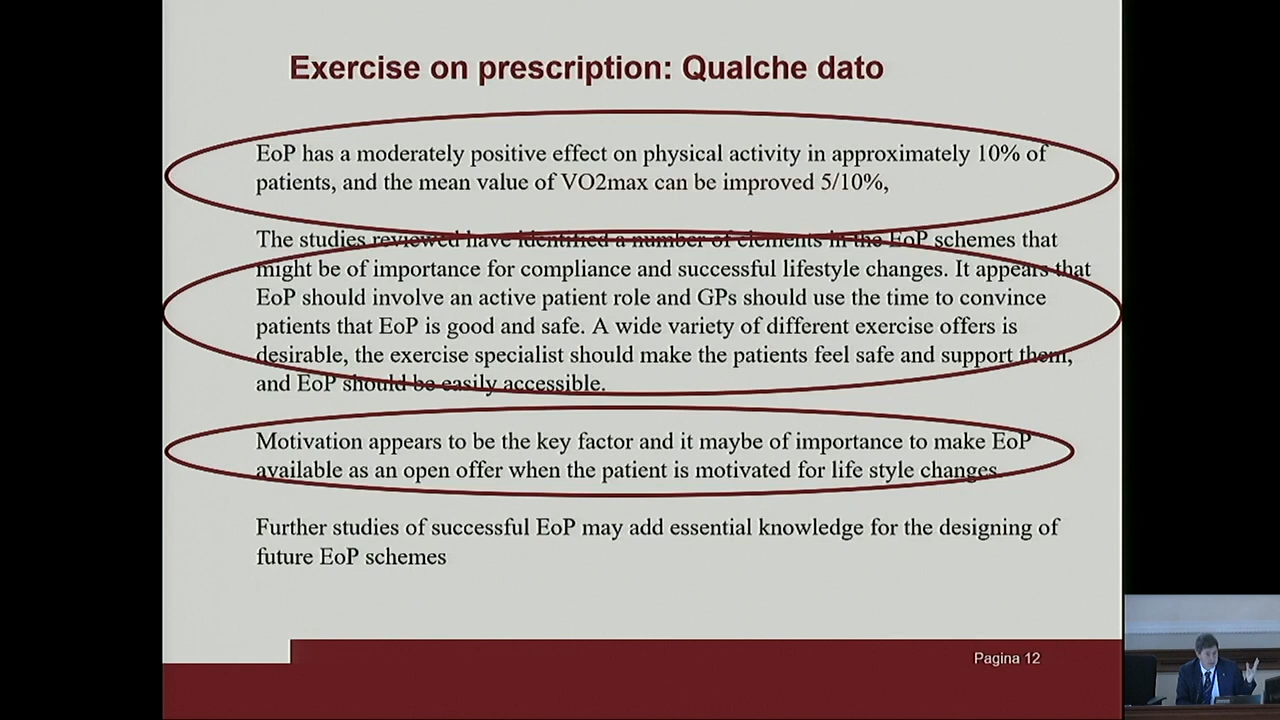 Exercise on prescription: Qualche dato
EoP has a moderately positive effect on physical activity in approximately 10% of
patients, and the mean value of VO2max can be improved 5/10%,
The studies reviewed have identified a number of elements in the EoP schemes that
might be of importance for compliance and successful lifestyle changes. It appears that
EoP should involve an active patient role and GPs should use the time to convince
patients that EoP is good and safe. A wide variety of different exercise offers is
desirable, the exercise specialist should make the patients feel safe and support them,
and EoP should be easily accessible.
Motivation appears to be the key factor and it maybe of importance to make EoP
available as an open offer when the patient is motivated for life style changes
Further studies of successful EoP may add essential knowledge for the designing of
future EoP schemes
Pagina 12